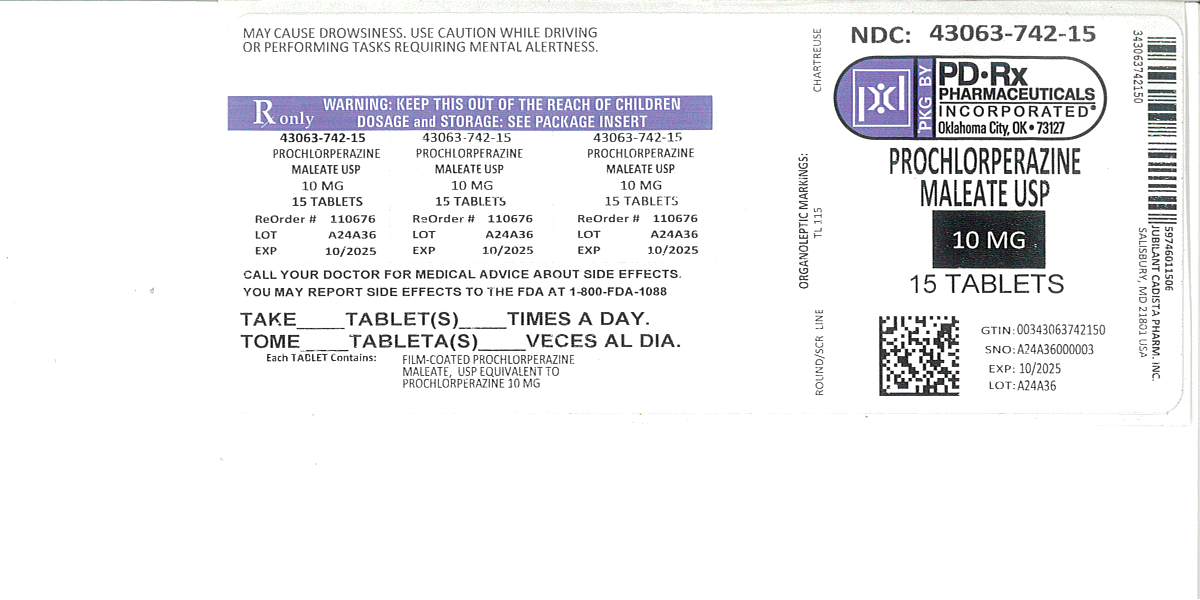 MAY CAUSE DROWSINESS. USE CAUTION WHILE DRIVING
OR PERFORMING TASKS REQUIRING MENTAL ALERTNESS.
Rx only
WARNING: KEEP THIS OUT OF THE REACH OF CHILDREN
DOSAGE and STORAGE: SEE PACKAGE INSERT
43063-742-15 43063-742-15 43063-742-15
PROCHLORPERAZINE PROCHLORPERAZINE PROCHLORPERAZINE
MALEATE USP MALEATE USP MALEATE USP
10 MG 10 MG 10 MG
15 TABLETS 15 TABLETS 15 TABLETS
ReOrder # 110676 ReOrder # 110676 ReOrder # 110676
LOT A24A36 LOT A24A36 LOT A24A36
EXP 10/2025 EXP 10/2025 EXP 10/2025
CALL YOUR DOCTOR FOR MEDICAL ADVICE ABOUT SIDE EFFECTS.
YOU MAY REPORT SIDE EFFECTS TO THE FDA AT 1-800-FDA-1088
TAKE____TABLET(S)____TIMES A DAY.
TOME____TABLETA(S)____VECES AL DIA.
Each TABLET Contains: FILM-COATED PROCHLORPERAZINE
MALEATE, USP EQUIVALENT TO
PROCHLORPERAZINE 10 MG
CHARTREUSE
ORGANOLEPTIC MARKINGS:
TL 115
ROUND/SCR LINE
NDC: 43063-742-15
PKG BY
PD•Rx
PHARMACEUTICALS
INCORPORATED®
Oklahoma City, OK • 73127
PROCHLORPERAZINE
MALEATE USP
10 MG
15 TABLETS
GTIN: 00343063742150
SNO: A24A36000003
EXP: 10/2025
LOT: A24A36
343063742150
59746011506
JUBILANT CADISTA PHARM. INC.
SALISBURY, MD 21801 USA